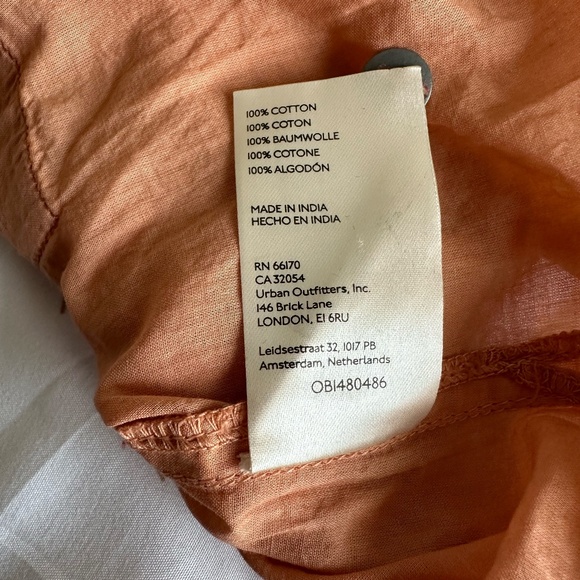 100% COTTON
100% COTON
100% BAUMWOLLE
100% COTONE
100% ALGODÓN
MADE IN INDIA
HECHO EN INDIA
RN 66170
CA 32054
Urban Outfitters, Inc.
146 Brick Lane
LONDON, E1 6RU
Leidsestraat 32, 1017 PB
Amsterdam, Netherlands
OB1480486